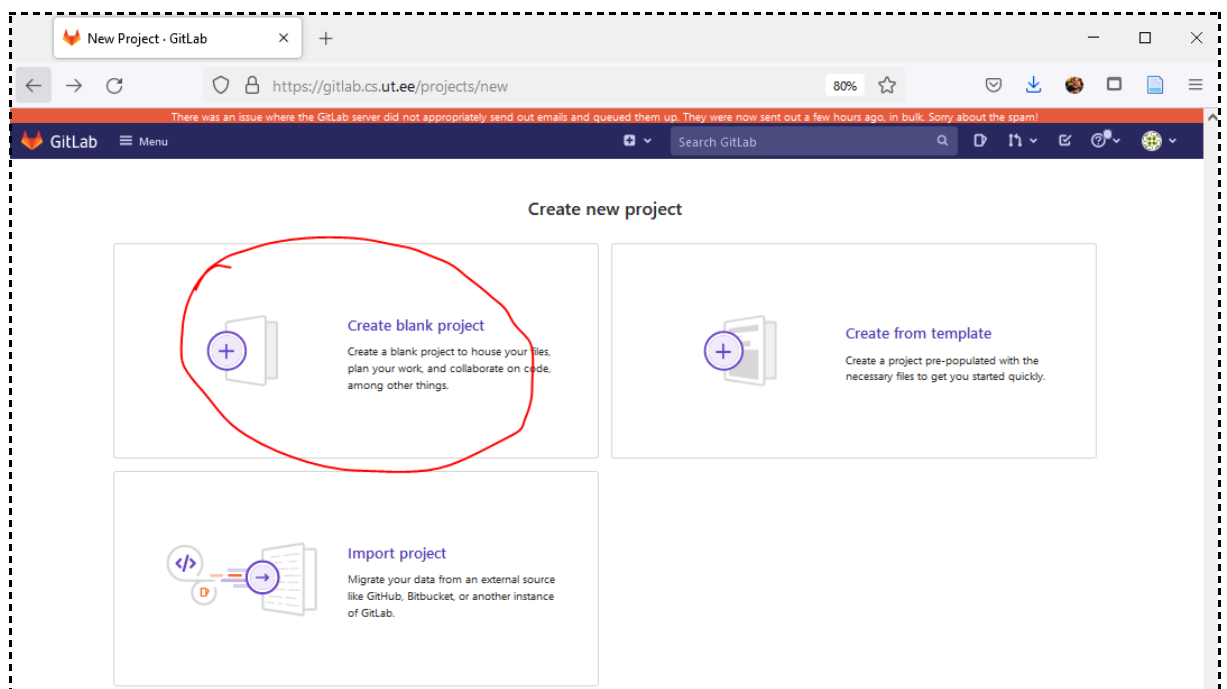 New Project · GitLab
https://gitlab.cs.ut.ee/projects/new
80%
There was an issue where the GitLab server did not appropriately send out emails and queued them up. They were now sent out a few hours ago, in bulk. Sorry about the spam!
GitLab
Menu
Search GitLab
Create new project
Create blank project
Create a blank project to house your files,
plan your work, and collaborate on code,
among other things.
Create from template
Create a project pre-populated with the
necessary files to get you started quickly.
Import project
Migrate your data from an external source
like GitHub, Bitbucket, or another instance
of GitLab.